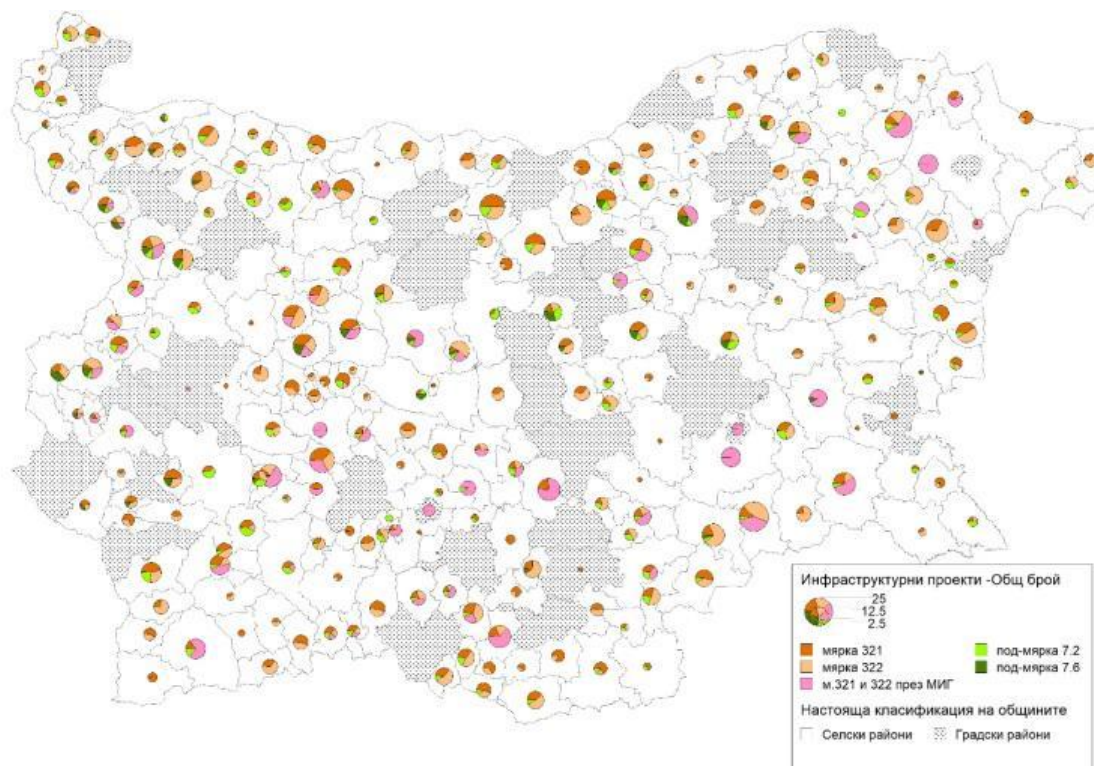 Инфраструктурни проекти -Общ брой
25
12.5
2.5
мярка 321
под-мярка 7.2
мярка 322
под-мярка 7.6
м.321 и 322 през МИГ
Настояща класификация на общините
Селски райони
Градски райони